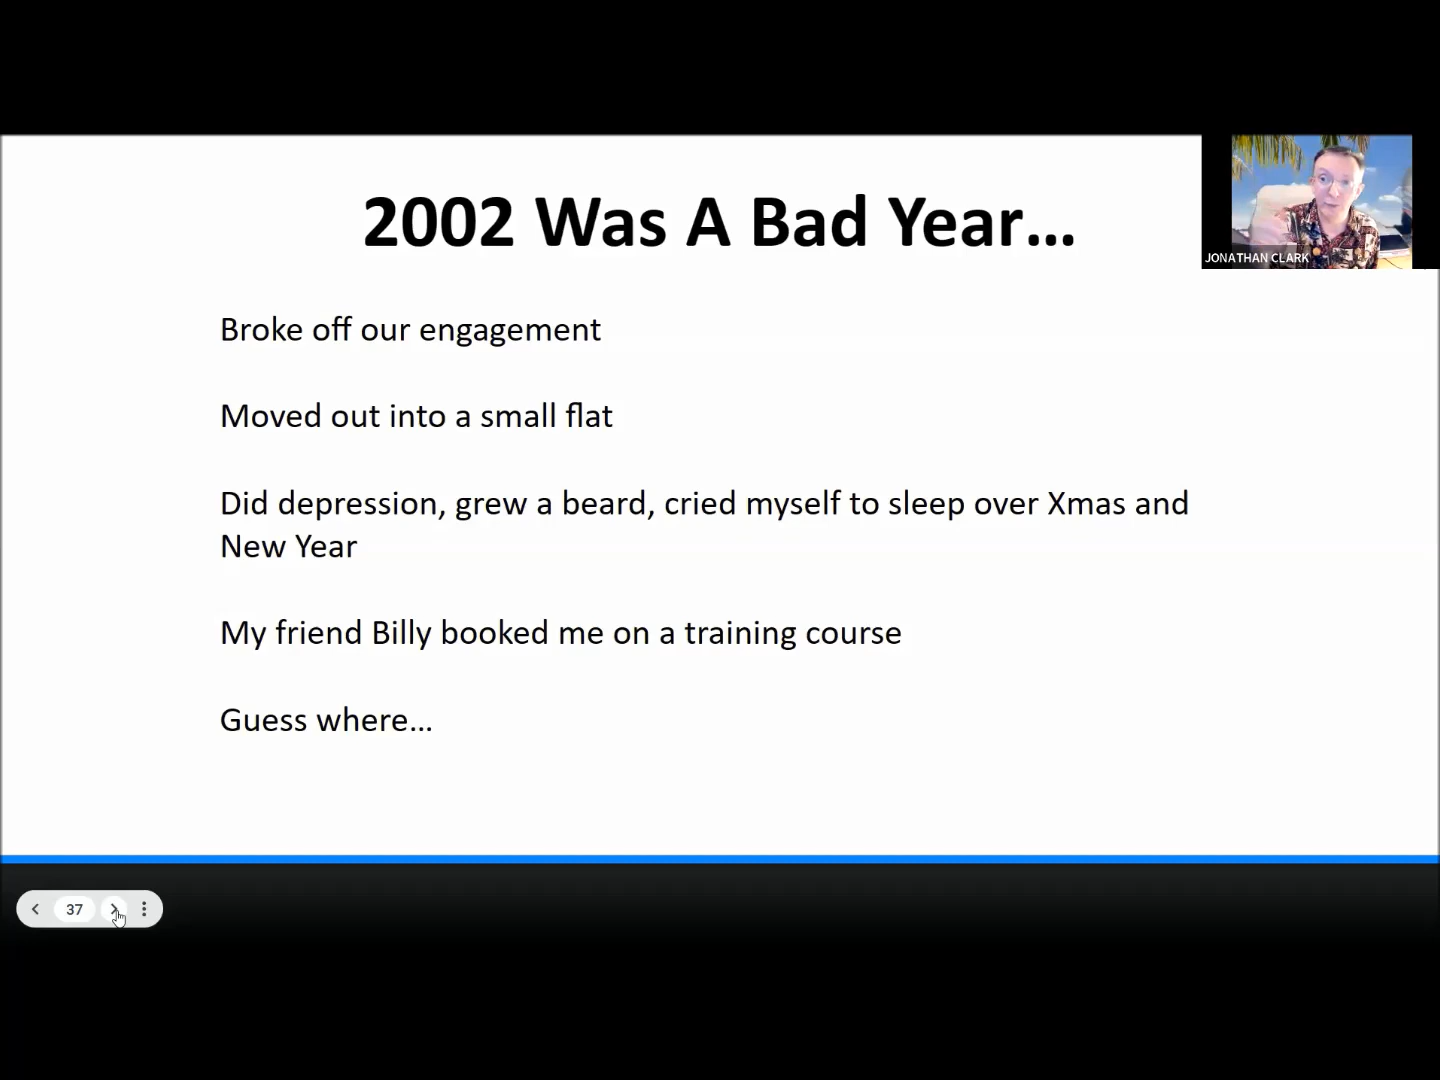 2002 Was A Bad Year...
JONATHAN CLARK
Broke off our engagement
Moved out into a small flat
Did depression, grew a beard, cried myself to sleep over Xmas and
New Year
My friend Billy booked me on a training course
Guess where...
37